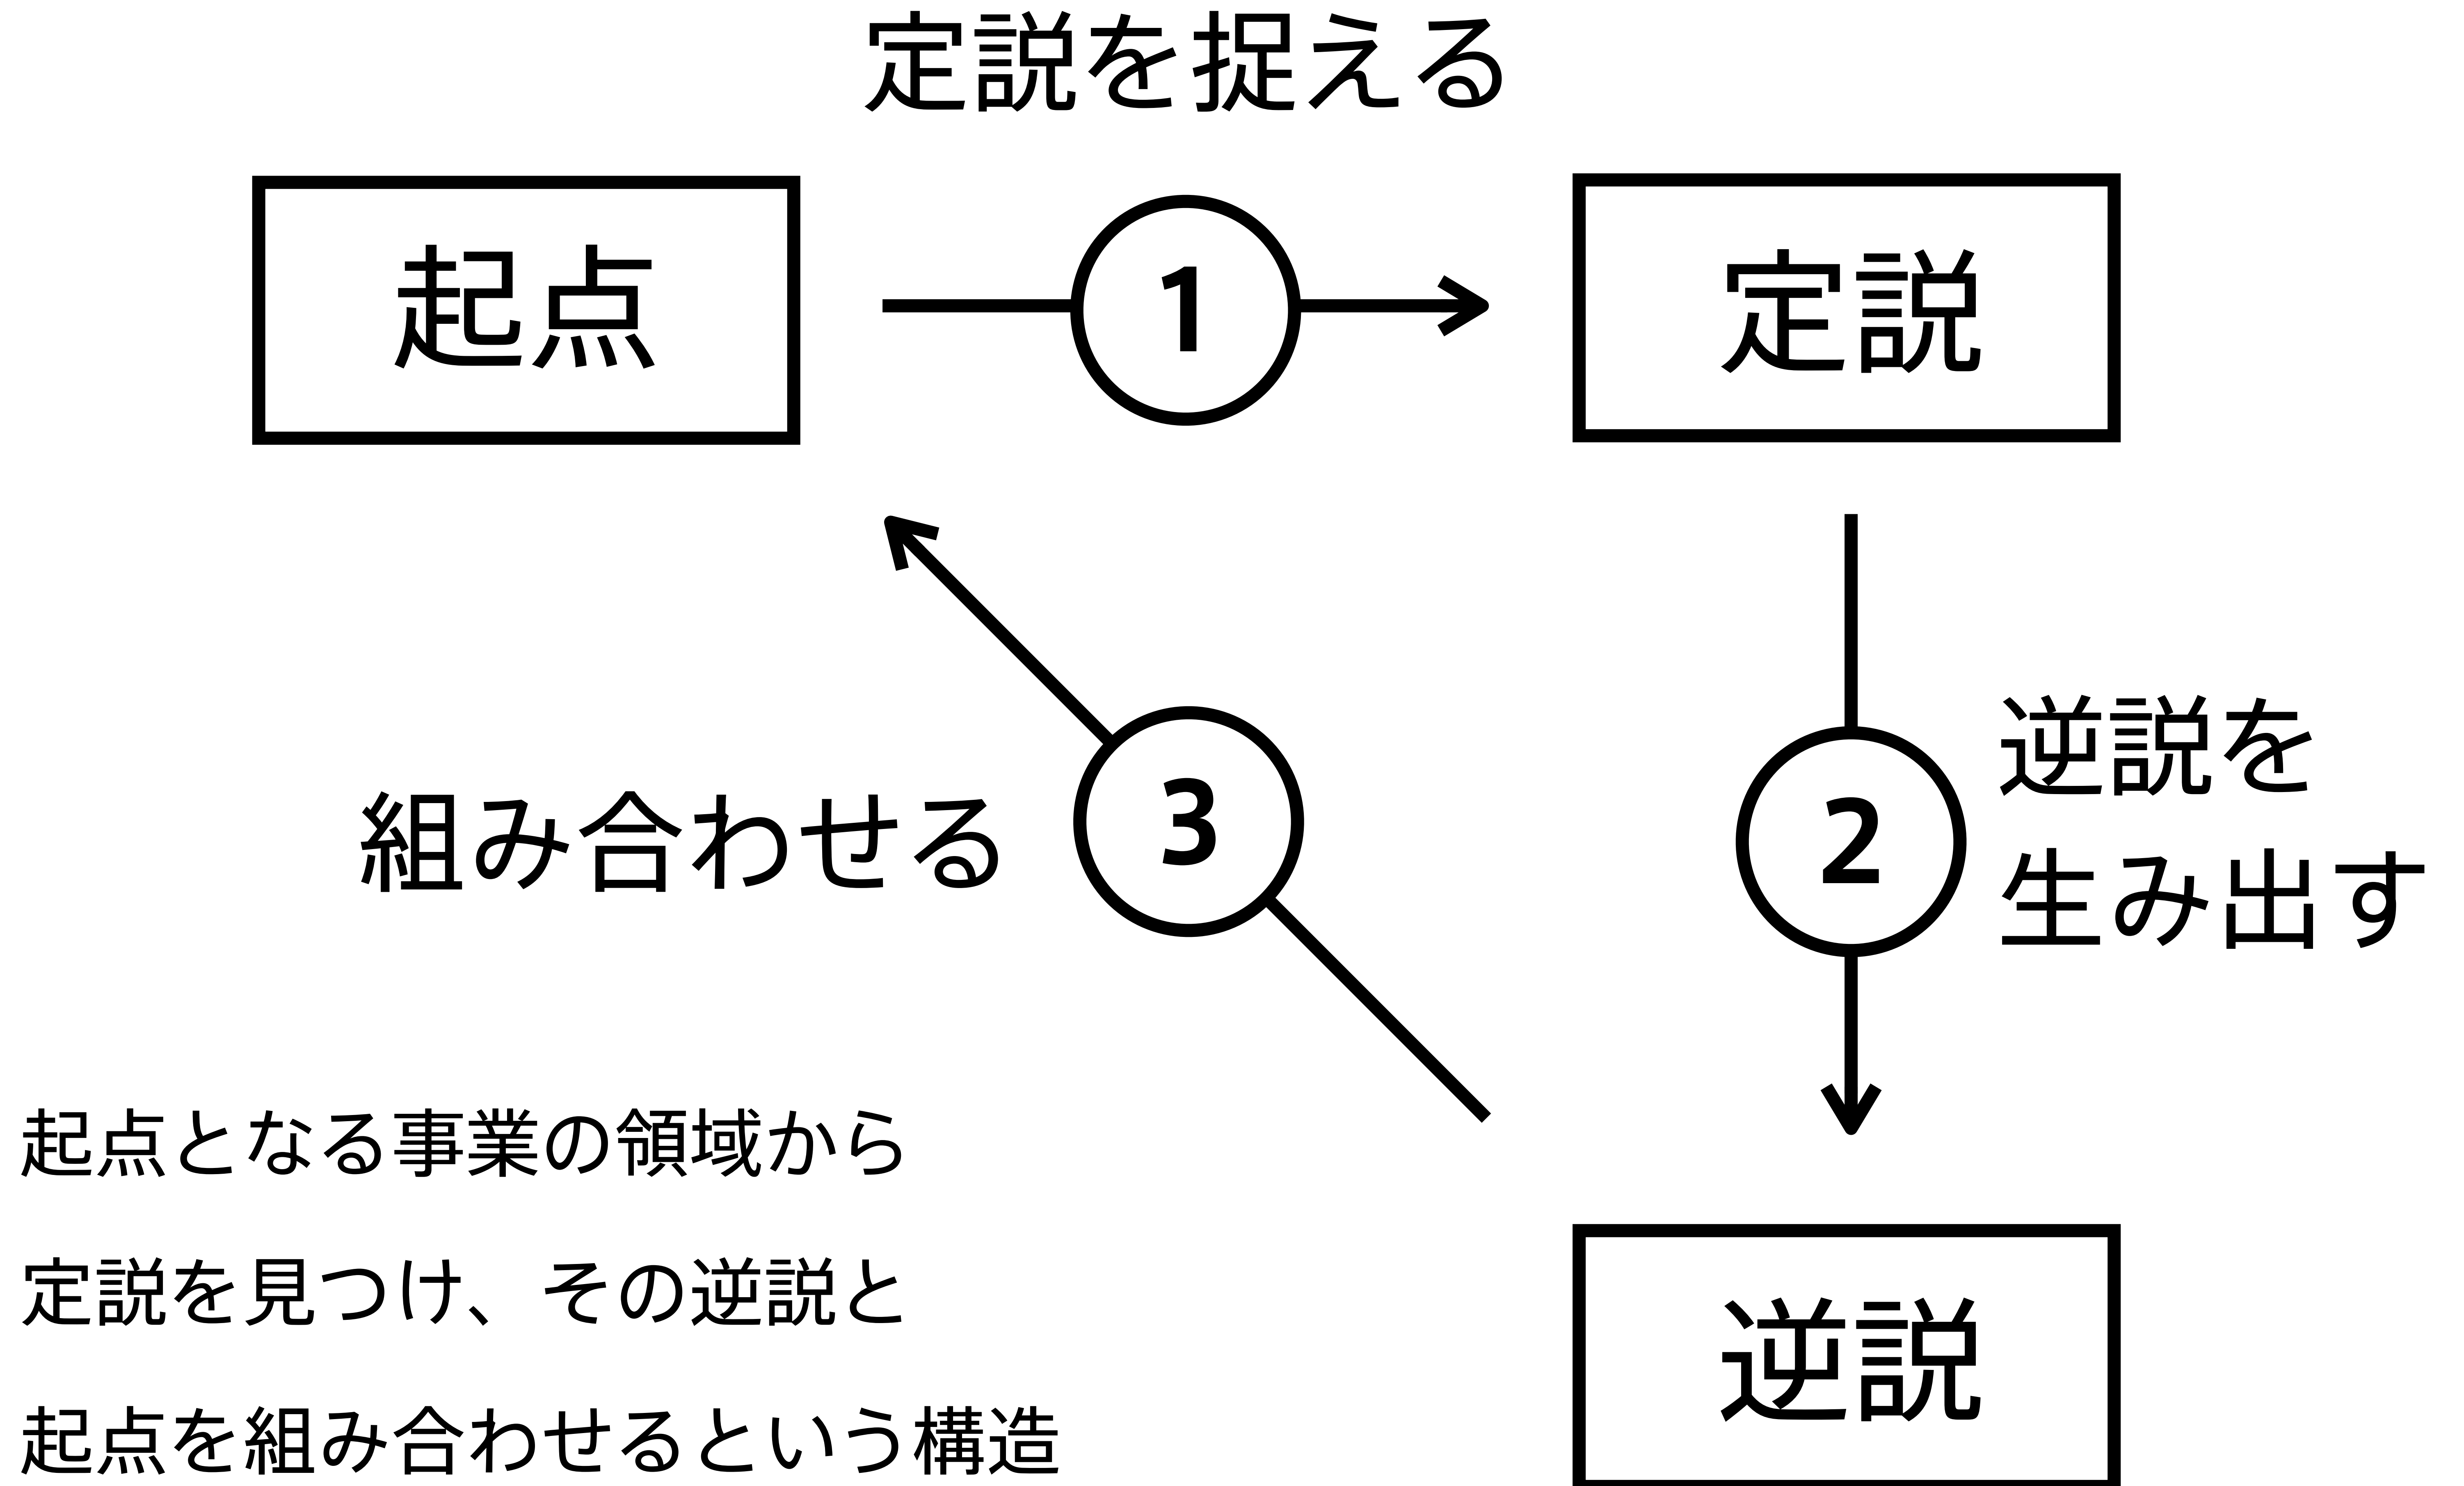 定説を捉える
起点
1
定説
逆説を
生み出す
2
3
組み合わせる
起点となる事業の領域から
定説を見つけ、その逆説と
起点を組み合わせるという構造
逆説